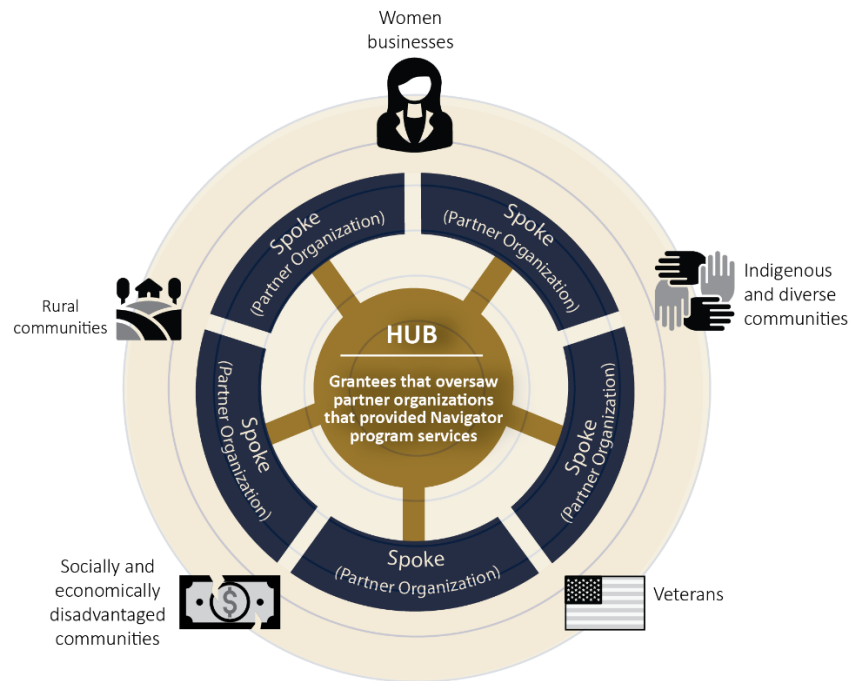 Women
businesses
Spoke
(Partner Organization)
Spoke
(Partner Organization)
Rural
communities
Indigenous
and diverse
communities
HUB
Grantees that oversaw
partner organizations
that provided Navigator
program services
Spoke
(Partner Organization)
Spoke
(Partner Organization)
Spoke
(Partner Organization)
Socially and
economically
disadvantaged
communities
$
Veterans